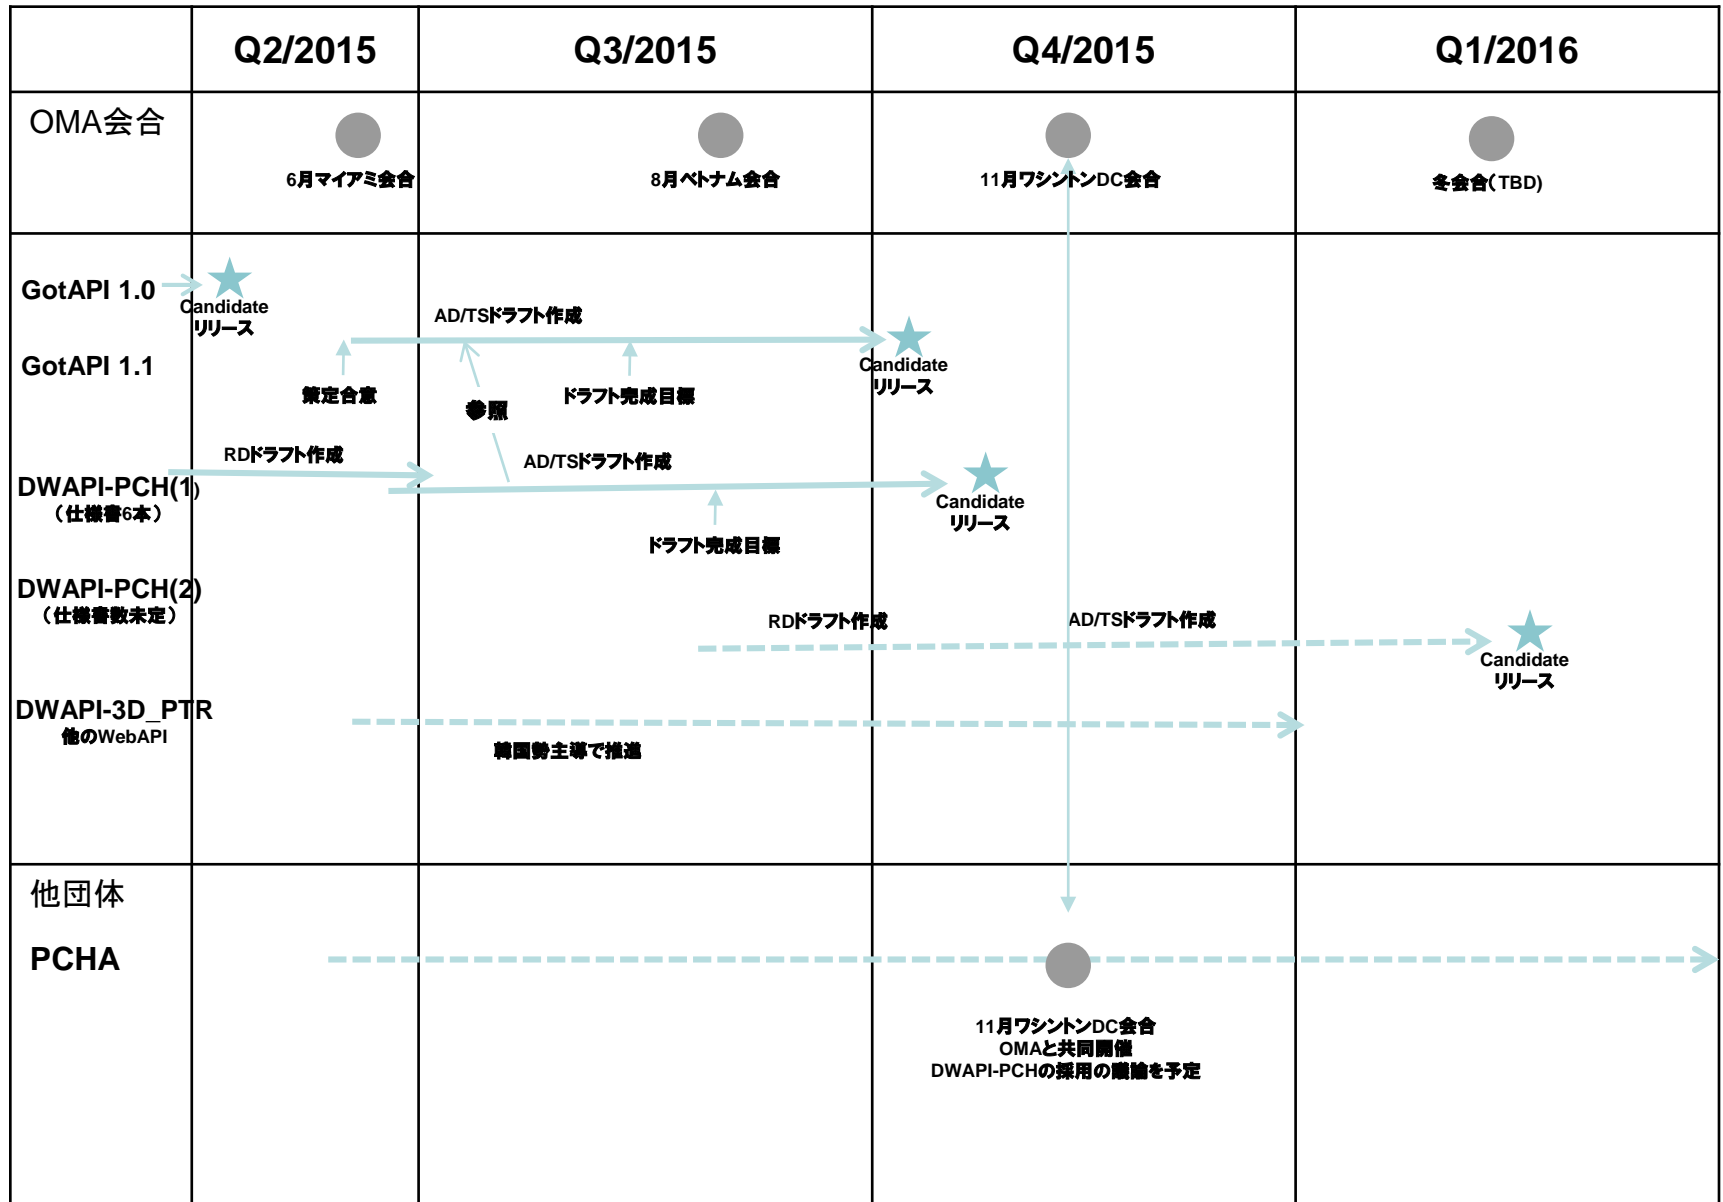 Q2/2015
Q3/2015
Q4/2015
Q1/2016
OMA会合
6月マイアミ会合
8月ベトナム会合
11月ワシントンDC会合
冬会合(TBD)
GotAPI 1.0
Candidate
リリース
GotAPI 1.1
AD/TSドラフト作成
策定合意
参照
ドラフト完成目標
Candidate
リリース
RDドラフト作成
AD/TSドラフト作成
DWAPI-PCH(1)
（仕様書6本）
ドラフト完成目標
Candidate
リリース
DWAPI-PCH(2)
（仕様書数未定）
RDドラフト作成
AD/TSドラフト作成
Candidate
リリース
DWAPI-3D_PTR
他のWebAPI
韓国勢主導で推進
他団体
PCHA
11月ワシントンDC会合
OMAと共同開催
DWAPI-PCHの採用の議論を予定